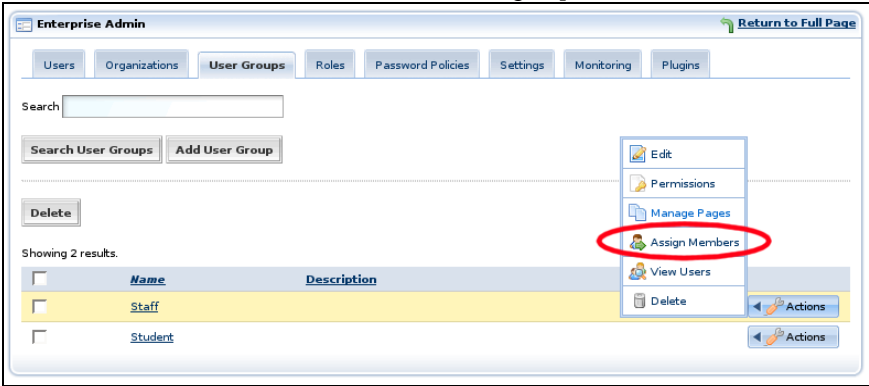 Enterprise Admin Return to Full Page
Users Organizations User Groups Roles Password Policies Settings Monitoring Plugins
Search
Search User Groups Add User Group
Edit
Permissions
Delete
Manage Pages
Assign Members
Showing 2 results.
View Users
Name Description
Delete
Staff Actions
Student Actions